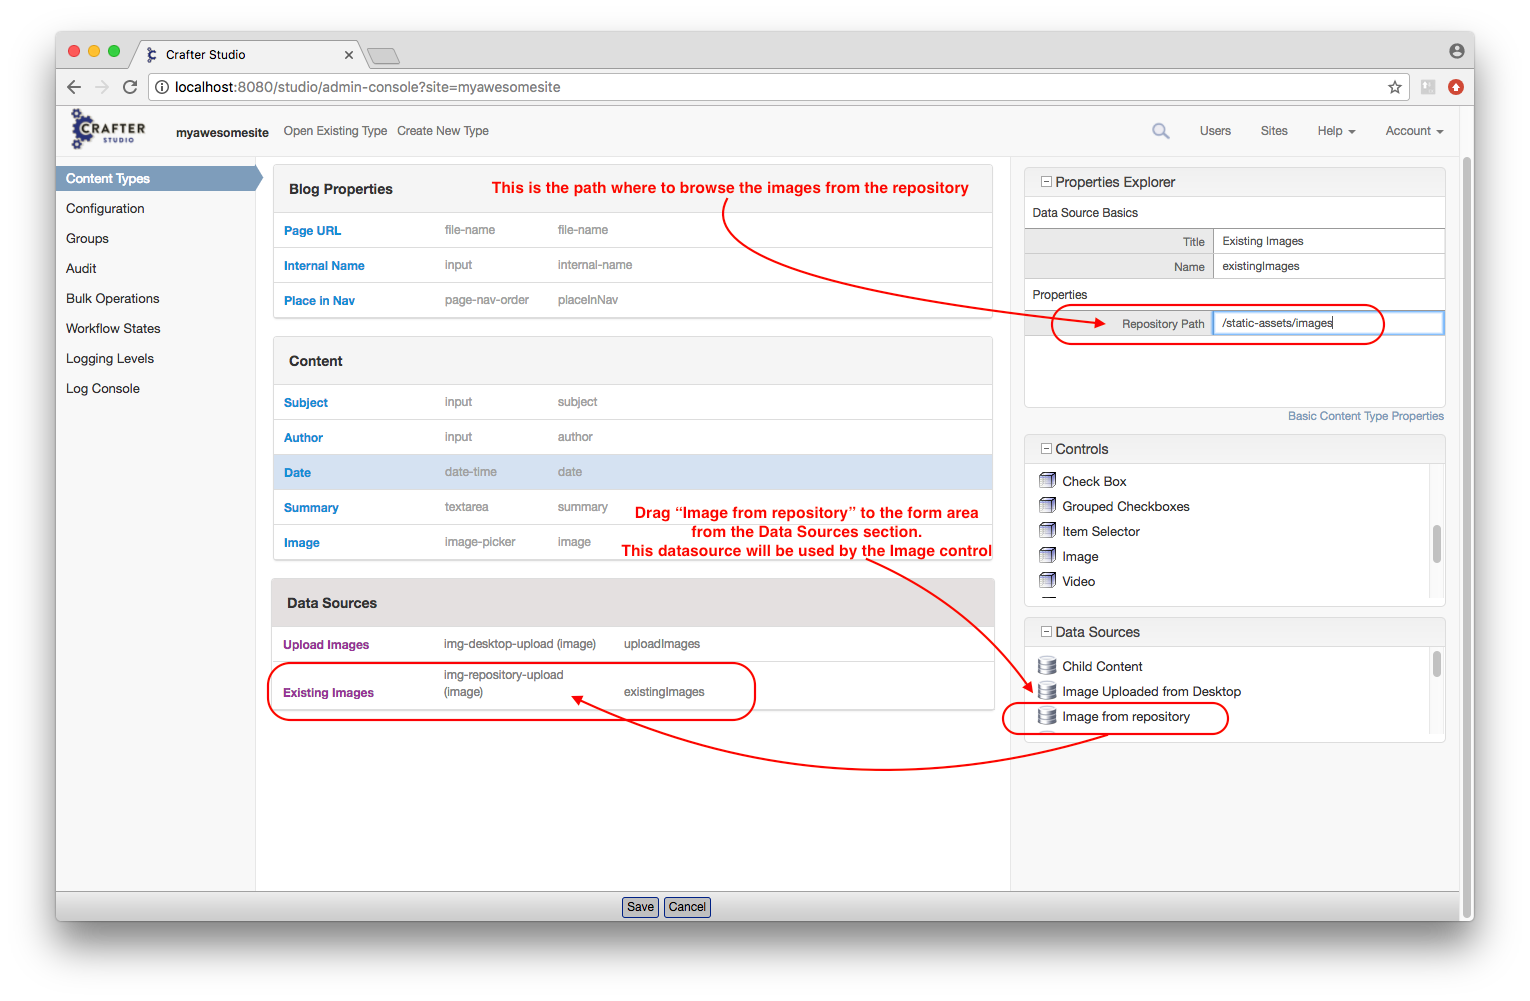 Crafter Studio
localhost:8080/studio/admin-console?site=myawesomesite
CRAFTER
STUDIO
myawesomesite Open Existing Type Create New Type Users Sites Help Account
Content Types
Configuration
Groups
Audit
Bulk Operations
Workflow States
Logging Levels
Log Console
Blog Properties
This is the path where to browse the images from the repository
Page URL file-name file-name
Internal Name input internal-name
Place in Nav page-nav-order placeInNav
Content
Subject input subject
Author input author
Date date-time date
Summary textarea summary
Image image-picker image
Drag “Image from repository” to the form area
from the Data Sources section.
This datasource will be used by the Image control
Data Sources
Upload Images img-desktop-upload (image) uploadImages
Existing Images img-repository-upload (image) existingImages
Properties Explorer
Data Source Basics
Title Existing Images
Name existingImages
Properties
Repository Path /static-assets/images
Basic Content Type Properties
Controls
Check Box
Grouped Checkboxes
Item Selector
Image
Video
Data Sources
Child Content
Image Uploaded from Desktop
Image from repository
Save Cancel